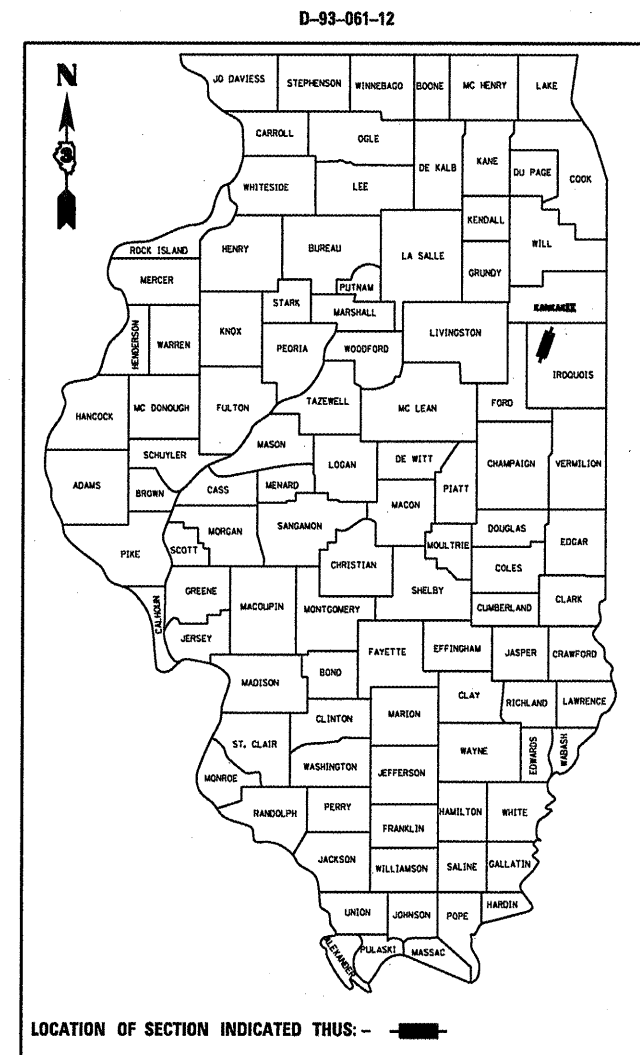 D-93-061-12
N
3
JO DAVIESS
STEPHENSON
WINNEBAGO
BOONE
MC HENRY
LAKE
CARROLL
OGLE
DE KALB
KANE
DU PAGE
COOK
WHITESIDE
LEE
KENDALL
WILL
ROCK ISLAND
HENRY
BUREAU
LA SALLE
GRUNDY
MERCER
PUTNAM
STARK
MARSHALL
KANKAKEE
HENDERSON
WARREN
KNOX
PEORIA
WOODFORD
LIVINGSTON
IROQUOIS
HANCOCK
MC DONOUGH
FULTON
TAZEWELL
MC LEAN
FORD
SCHUYLER
MASON
LOGAN
DE WITT
CHAMPAIGN
VERMILION
ADAMS
BROWN
CASS
MENARD
MACON
PIATT
MORGAN
SANGAMON
DOUGLAS
EDGAR
PIKE
SCOTT
CHRISTIAN
MOULTRIE
COLES
GREENE
MACOUPIN
MONTGOMERY
SHELBY
CUMBERLAND
CLARK
CALHOUN
JERSEY
FAYETTE
EFFINGHAM
JASPER
CRAWFORD
MADISON
BOND
CLAY
RICHLAND
LAWRENCE
CLINTON
MARION
ST. CLAIR
WAYNE
EDWARDS
WABASH
MONROE
WASHINGTON
JEFFERSON
RANDOLPH
PERRY
HAMILTON
WHITE
FRANKLIN
JACKSON
WILLIAMSON
SALINE
GALLATIN
UNION
JOHNSON
POPE
HARDIN
ALEXANDER
PULASKI
MASSAC
LOCATION OF SECTION INDICATED THUS: -